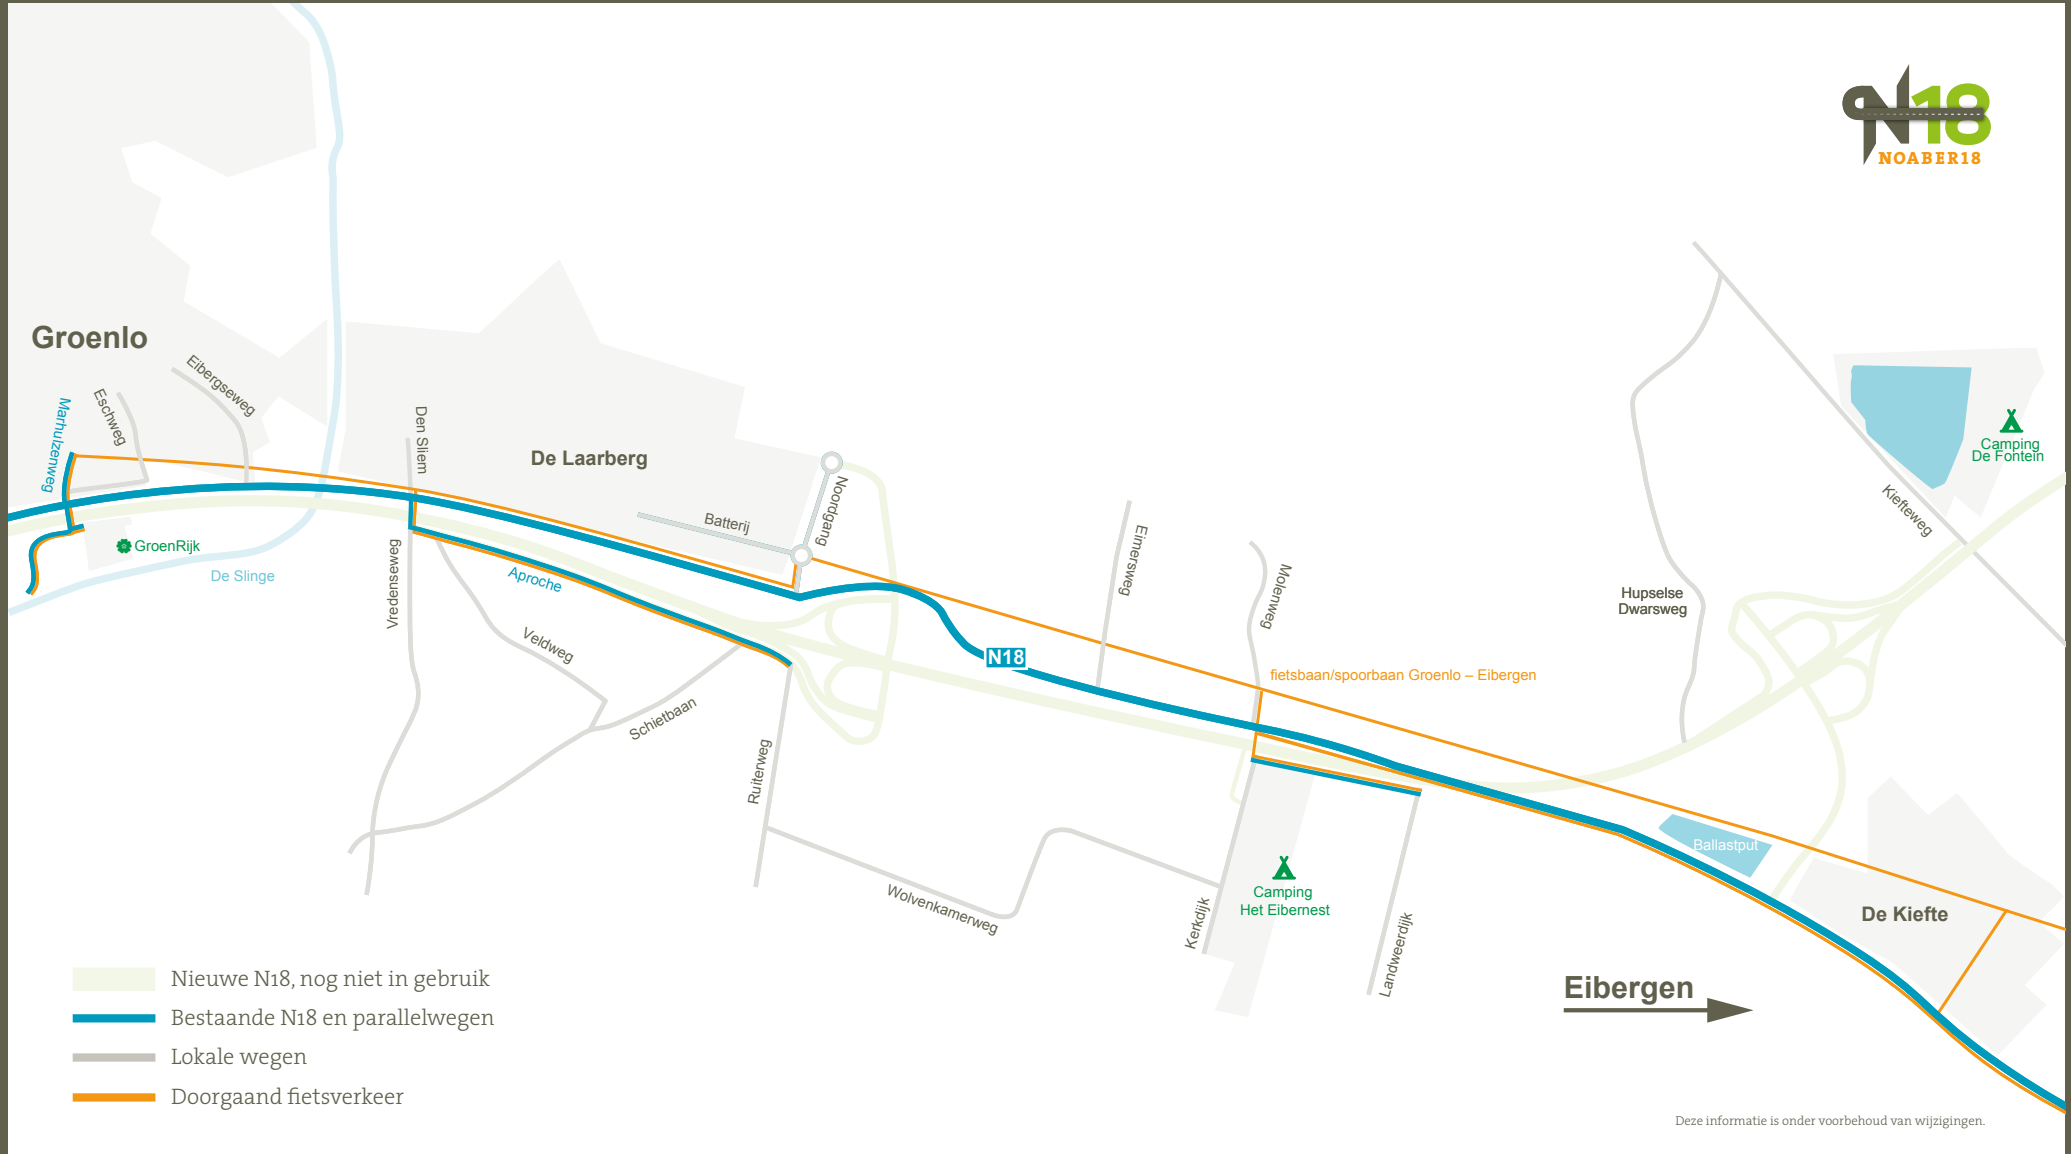 N18
NOABER18
Groenlo
Eibergseweg
Eschweg
Marhulzenweg
Den Sliem
De Laarberg
Noordgang
Batterij
GroenRijk
De Slinge
Vredenseweg
Aproche
Veldweg
Schietbaan
Ruiterweg
Wolvenkamerweg
N18
Eimersweg
Molenweg
fietsbaan/spoorbaan Groenlo – Eibergen
Kerkdijk
Camping
Het Eibernest
Landweerdijk
Hupselse
Dwarsweg
Kiefteweg
Camping
De Fontein
Ballastput
De Kiefte
Eibergen
Nieuwe N18, nog niet in gebruik
Bestaande N18 en parallelwegen
Lokale wegen
Doorgaand fietsverkeer
Deze informatie is onder voorbehoud van wijzigingen.